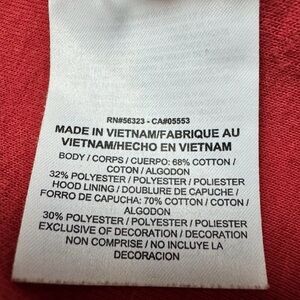 RN#56323 - CA#05553
MADE IN VIETNAM/FABRIQUE AU
VIETNAM/HECHO EN VIETNAM
BODY / CORPS / CUERPO: 68% COTTON /
COTON / ALGODON
32% POLYESTER / POLYESTER / POLIESTER
HOOD LINING / DOUBLURE DE CAPUCHE /
FORRO DE CAPUCHA: 70% COTTON / COTON /
ALGODON
30% POLYESTER / POLYESTER / POLIESTER
EXCLUSIVE OF DECORATION / DECORATION
NON COMPRISE / NO INCLUYE LA
DECORACION